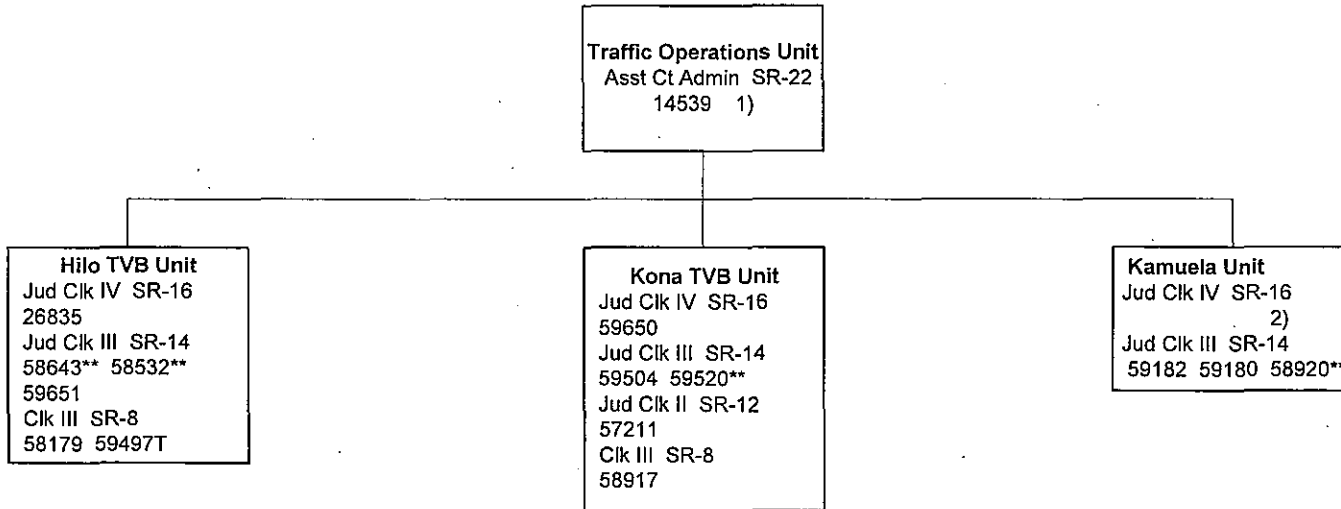 Traffic Operations Unit
Asst Ct Admin SR-22
14539 1)
Hilo TVB Unit
Jud Clk IV SR-16
26835
Jud Clk III SR-14
58643** 58532**
59651
Clk III SR-8
58179 59497T
Kona TVB Unit
Jud Clk IV SR-16
59650
Jud Clk III SR-14
59504 59520**
Jud Clk II SR-12
57211
Clk III SR-8
58917
Kamuela Unit
Jud Clk IV SR-16
2)
Jud Clk III SR-14
59182 59180 58920**